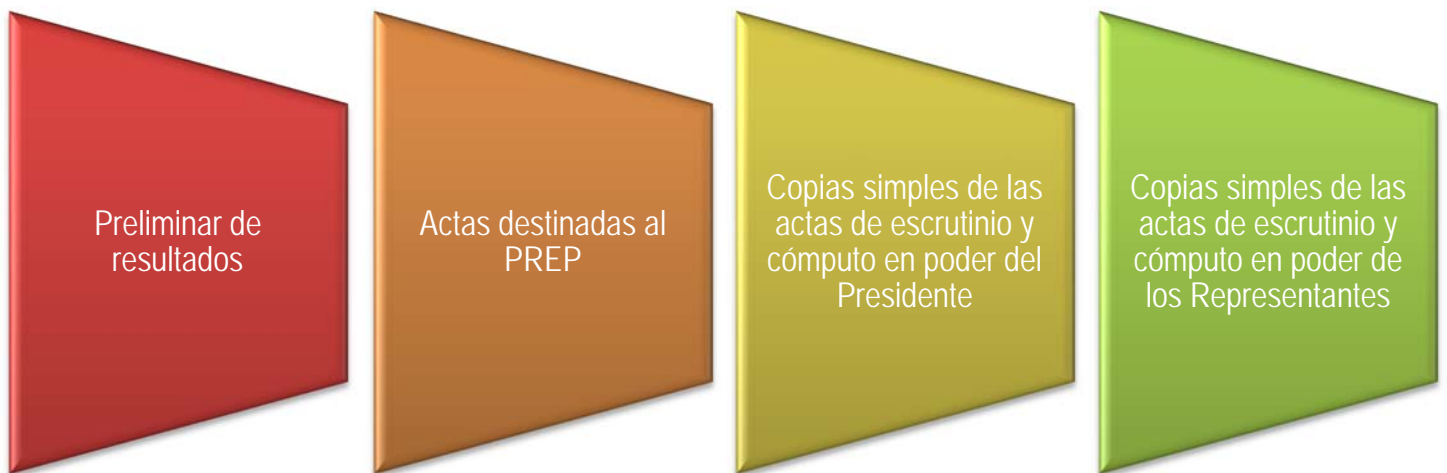 Preliminar de
resultados
Actas destinadas al
PREP
Copias simples de las
actas de escrutinio y
cómputo en poder del
Presidente
Copias simples de las
actas de escrutinio y
cómputo en poder de
los Representantes